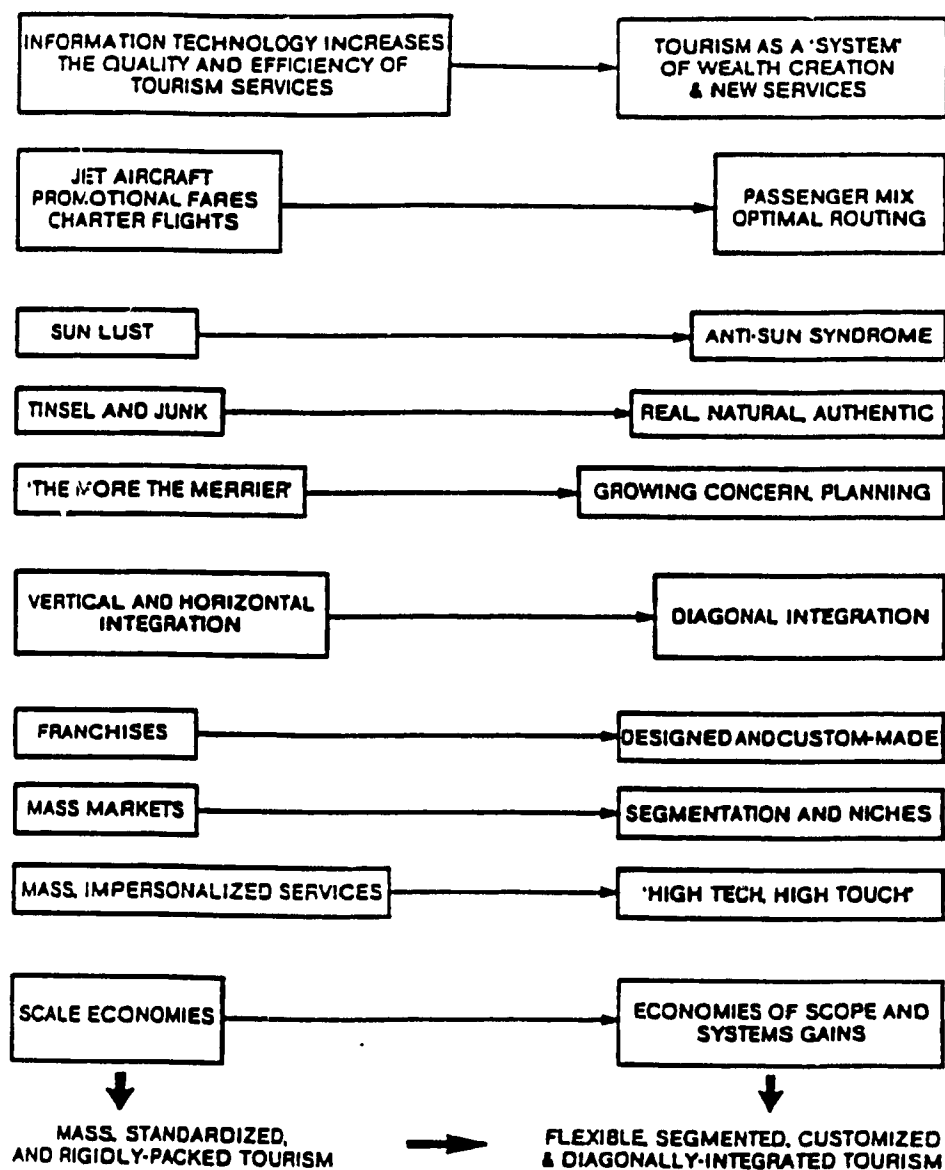 INFORMATION TECHNOLOGY INCREASES
THE QUALITY AND EFFICIENCY OF
TOURISM SERVICES
TOURISM AS A 'SYSTEM'
OF WEALTH CREATION
& NEW SERVICES
JET AIRCRAFT
PROMOTIONAL FARES
CHARTER FLIGHTS
PASSENGER MIX
OPTIMAL ROUTING
SUN LUST
ANTI-SUN SYNDROME
TINSEL AND JUNK
REAL, NATURAL, AUTHENTIC
'THE MORE THE MERRIER'
GROWING CONCERN, PLANNING
VERTICAL AND HORIZONTAL
INTEGRATION
DIAGONAL INTEGRATION
FRANCHISES
DESIGNED AND CUSTOM-MADE
MASS MARKETS
SEGMENTATION AND NICHES
MASS, IMPERSONALIZED SERVICES
'HIGH TECH, HIGH TOUCH'
SCALE ECONOMIES
ECONOMIES OF SCOPE AND
SYSTEMS GAINS
MASS, STANDARDIZED,
AND RIGIDLY-PACKED TOURISM
FLEXIBLE, SEGMENTED, CUSTOMIZED
& DIAGONALLY-INTEGRATED TOURISM